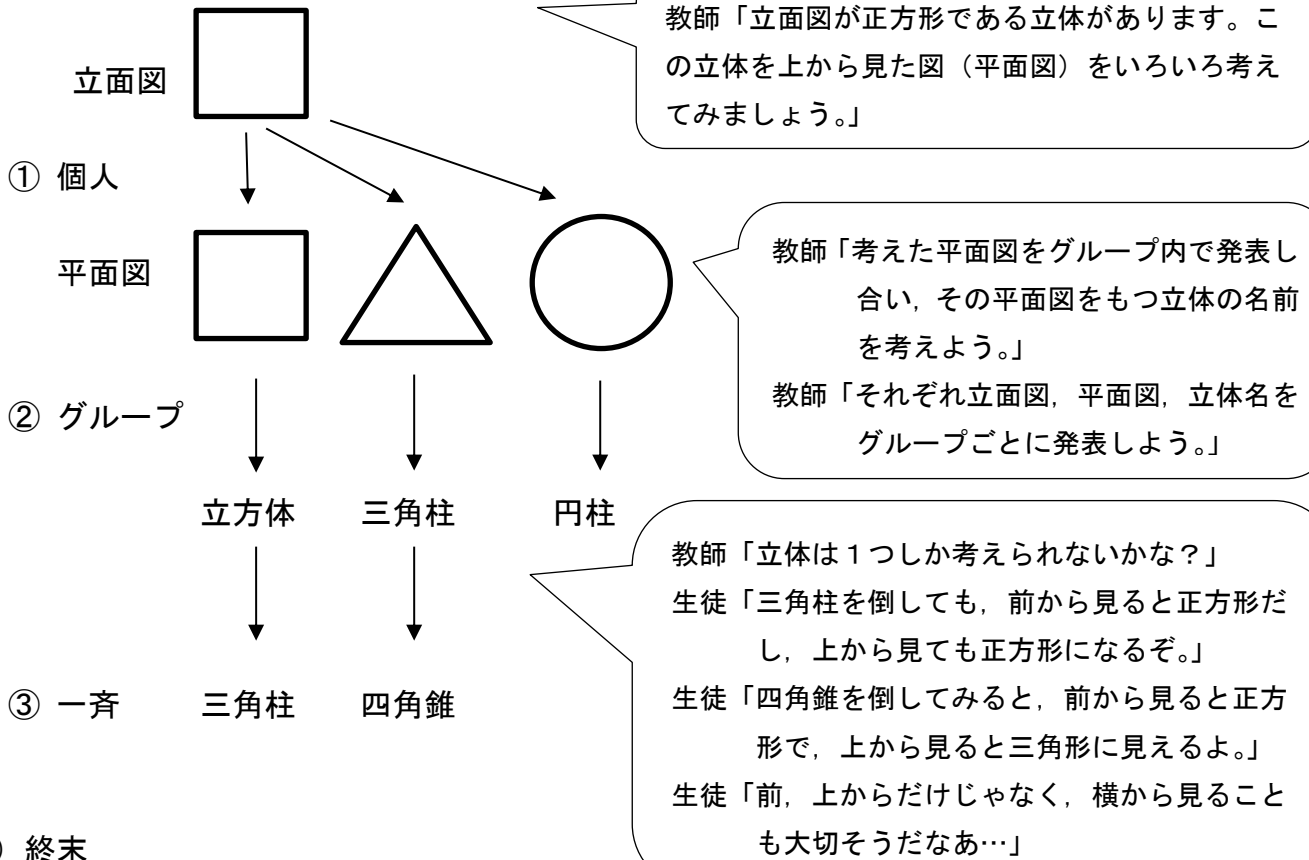 教師「立面図が正方形である立体があります。こ
の立体を上から見た図（平面図）をいろいろ考え
てみましょう。」
立面図
① 個人
平面図
教師「考えた平面図をグループ内で発表し
合い，その平面図をもつ立体の名前
を考えよう。」
教師「それぞれ立面図，平面図，立体名を
グループごとに発表しよう。」
② グループ
立方体 三角柱 円柱
教師「立体は１つしか考えられないかな？」
生徒「三角柱を倒しても，前から見ると正方形だ
し，上から見ても正方形になるぞ。」
生徒「四角錐を倒してみると，前から見ると正方
形で，上から見ると三角形に見えるよ。」
生徒「前，上からだけじゃなく，横から見ること
も大切そうだなあ…」
③ 一斉 三角柱 四角錐
終末